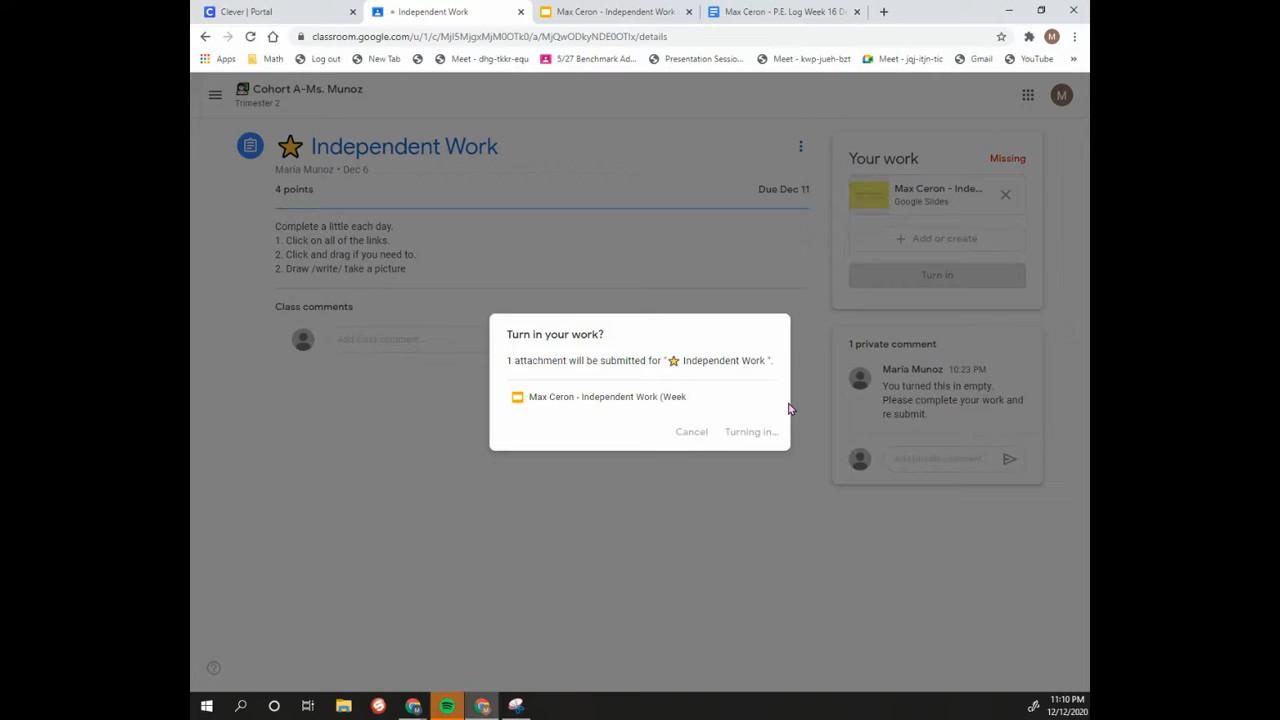 Clever | Portal
Independent Work
Max Ceron - Independent Work
Max Ceron - P.E. Log Week 16 D
classroom.google.com/u/1/c/MjI5MjgxMjM0OTk0/a/MjQwODkyNDE0OTIx/details
M
Apps
Math
Log out
New Tab
Meet - dhg-tkkr-equ
5/27 Benchmark Ad...
Presentation Sessio...
Meet - kwp-jueh-bzt
Meet - jqj-itjn-tic
Gmail
YouTube
»
Cohort A-Ms. Munoz
Trimester 2
M
Independent Work
Maria Munoz • Dec 6
4 points
Due Dec 11
Complete a little each day.
1. Click on all of the links.
2. Click and drag if you need to.
2. Draw /write/ take a picture
Class comments
Add class comment...
Your work
Missing
Max Ceron - Inde...
Google Slides
+ Add or create
Turn in
1 private comment
Maria Munoz 10:23 PM
You turned this in empty.
Please complete your work and
re submit.
Add private comment...
Turn in your work?
1 attachment will be submitted for "⭐ Independent Work ".
Max Ceron - Independent Work (Week
Cancel
Turning in...
11:10 PM
12/12/2020